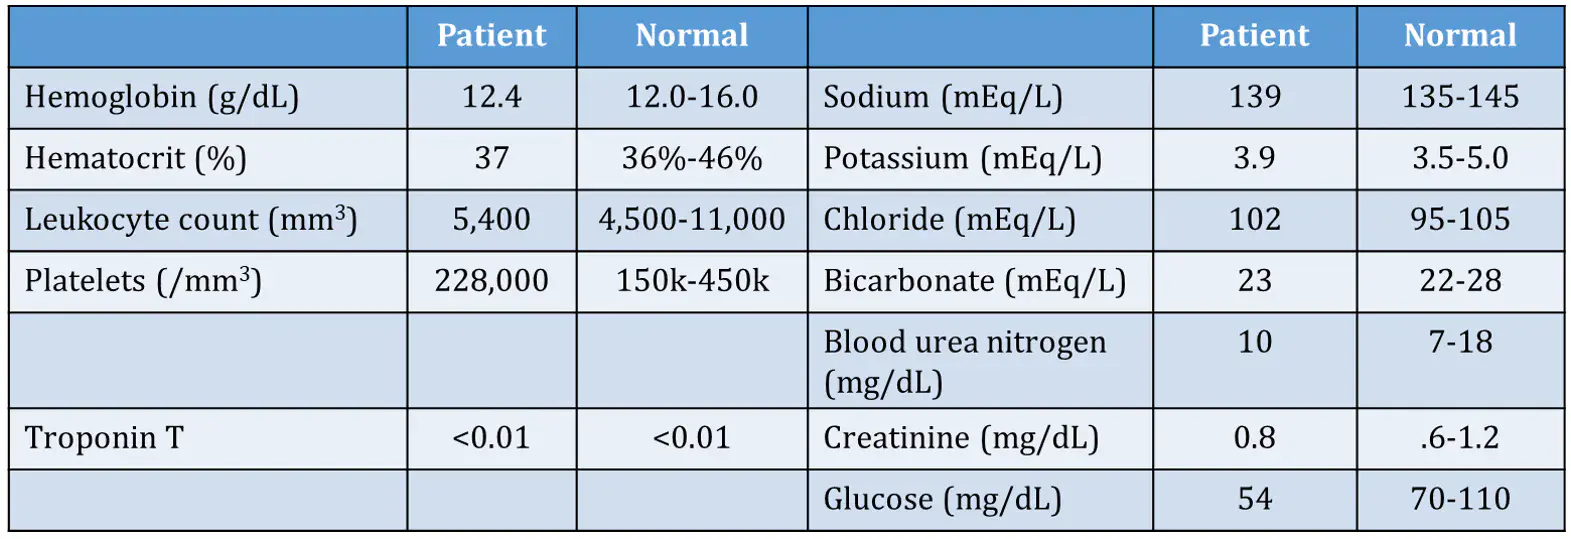 Patient Normal Patient Normal
Hemoglobin (g/dL) 12.4 12.0-16.0 Sodium (mEq/L) 139 135-145
Hematocrit (%) 37 36%-46% Potassium (mEq/L) 3.9 3.5-5.0
Leukocyte count (mm³) 5,400 4,500-11,000 Chloride (mEq/L) 102 95-105
Platelets (/mm³) 228,000 150k-450k Bicarbonate (mEq/L) 23 22-28
Blood urea nitrogen 10 7-18
(mg/dL)
Troponin T <0.01 <0.01 Creatinine (mg/dL) 0.8 .6-1.2
Glucose (mg/dL) 54 70-110